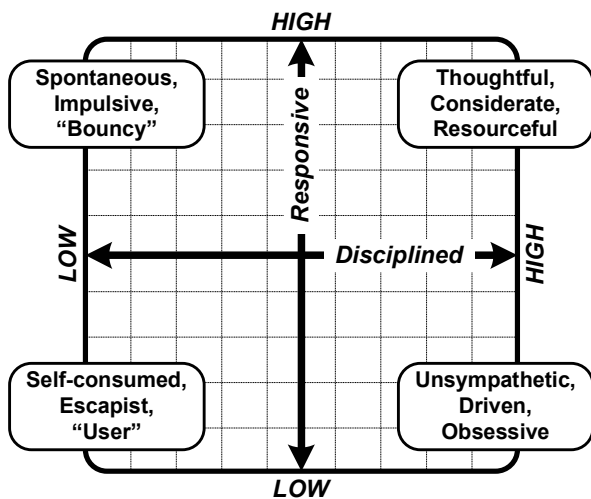 HIGH
Spontaneous,
Impulsive,
“Bouncy”
Thoughtful,
Considerate,
Resourceful
Responsive
LOW
Disciplined
HIGH
Self-consumed,
Escapist,
“User”
Unsympathetic,
Driven,
Obsessive
LOW